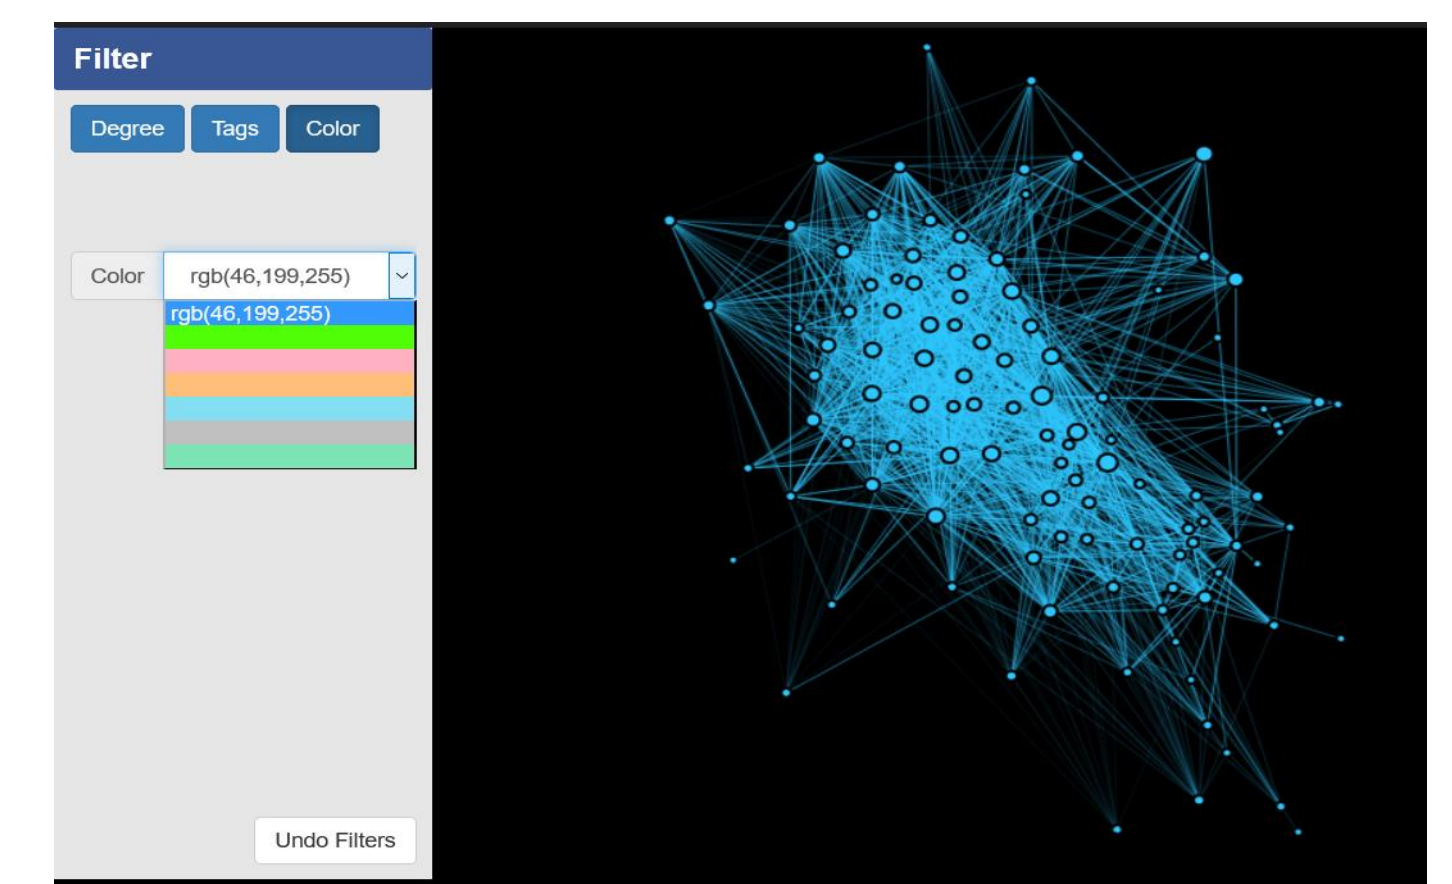 Filter
Degree Tags Color
Color rgb(46,199,255)
rgb(46,199,255)
Undo Filters